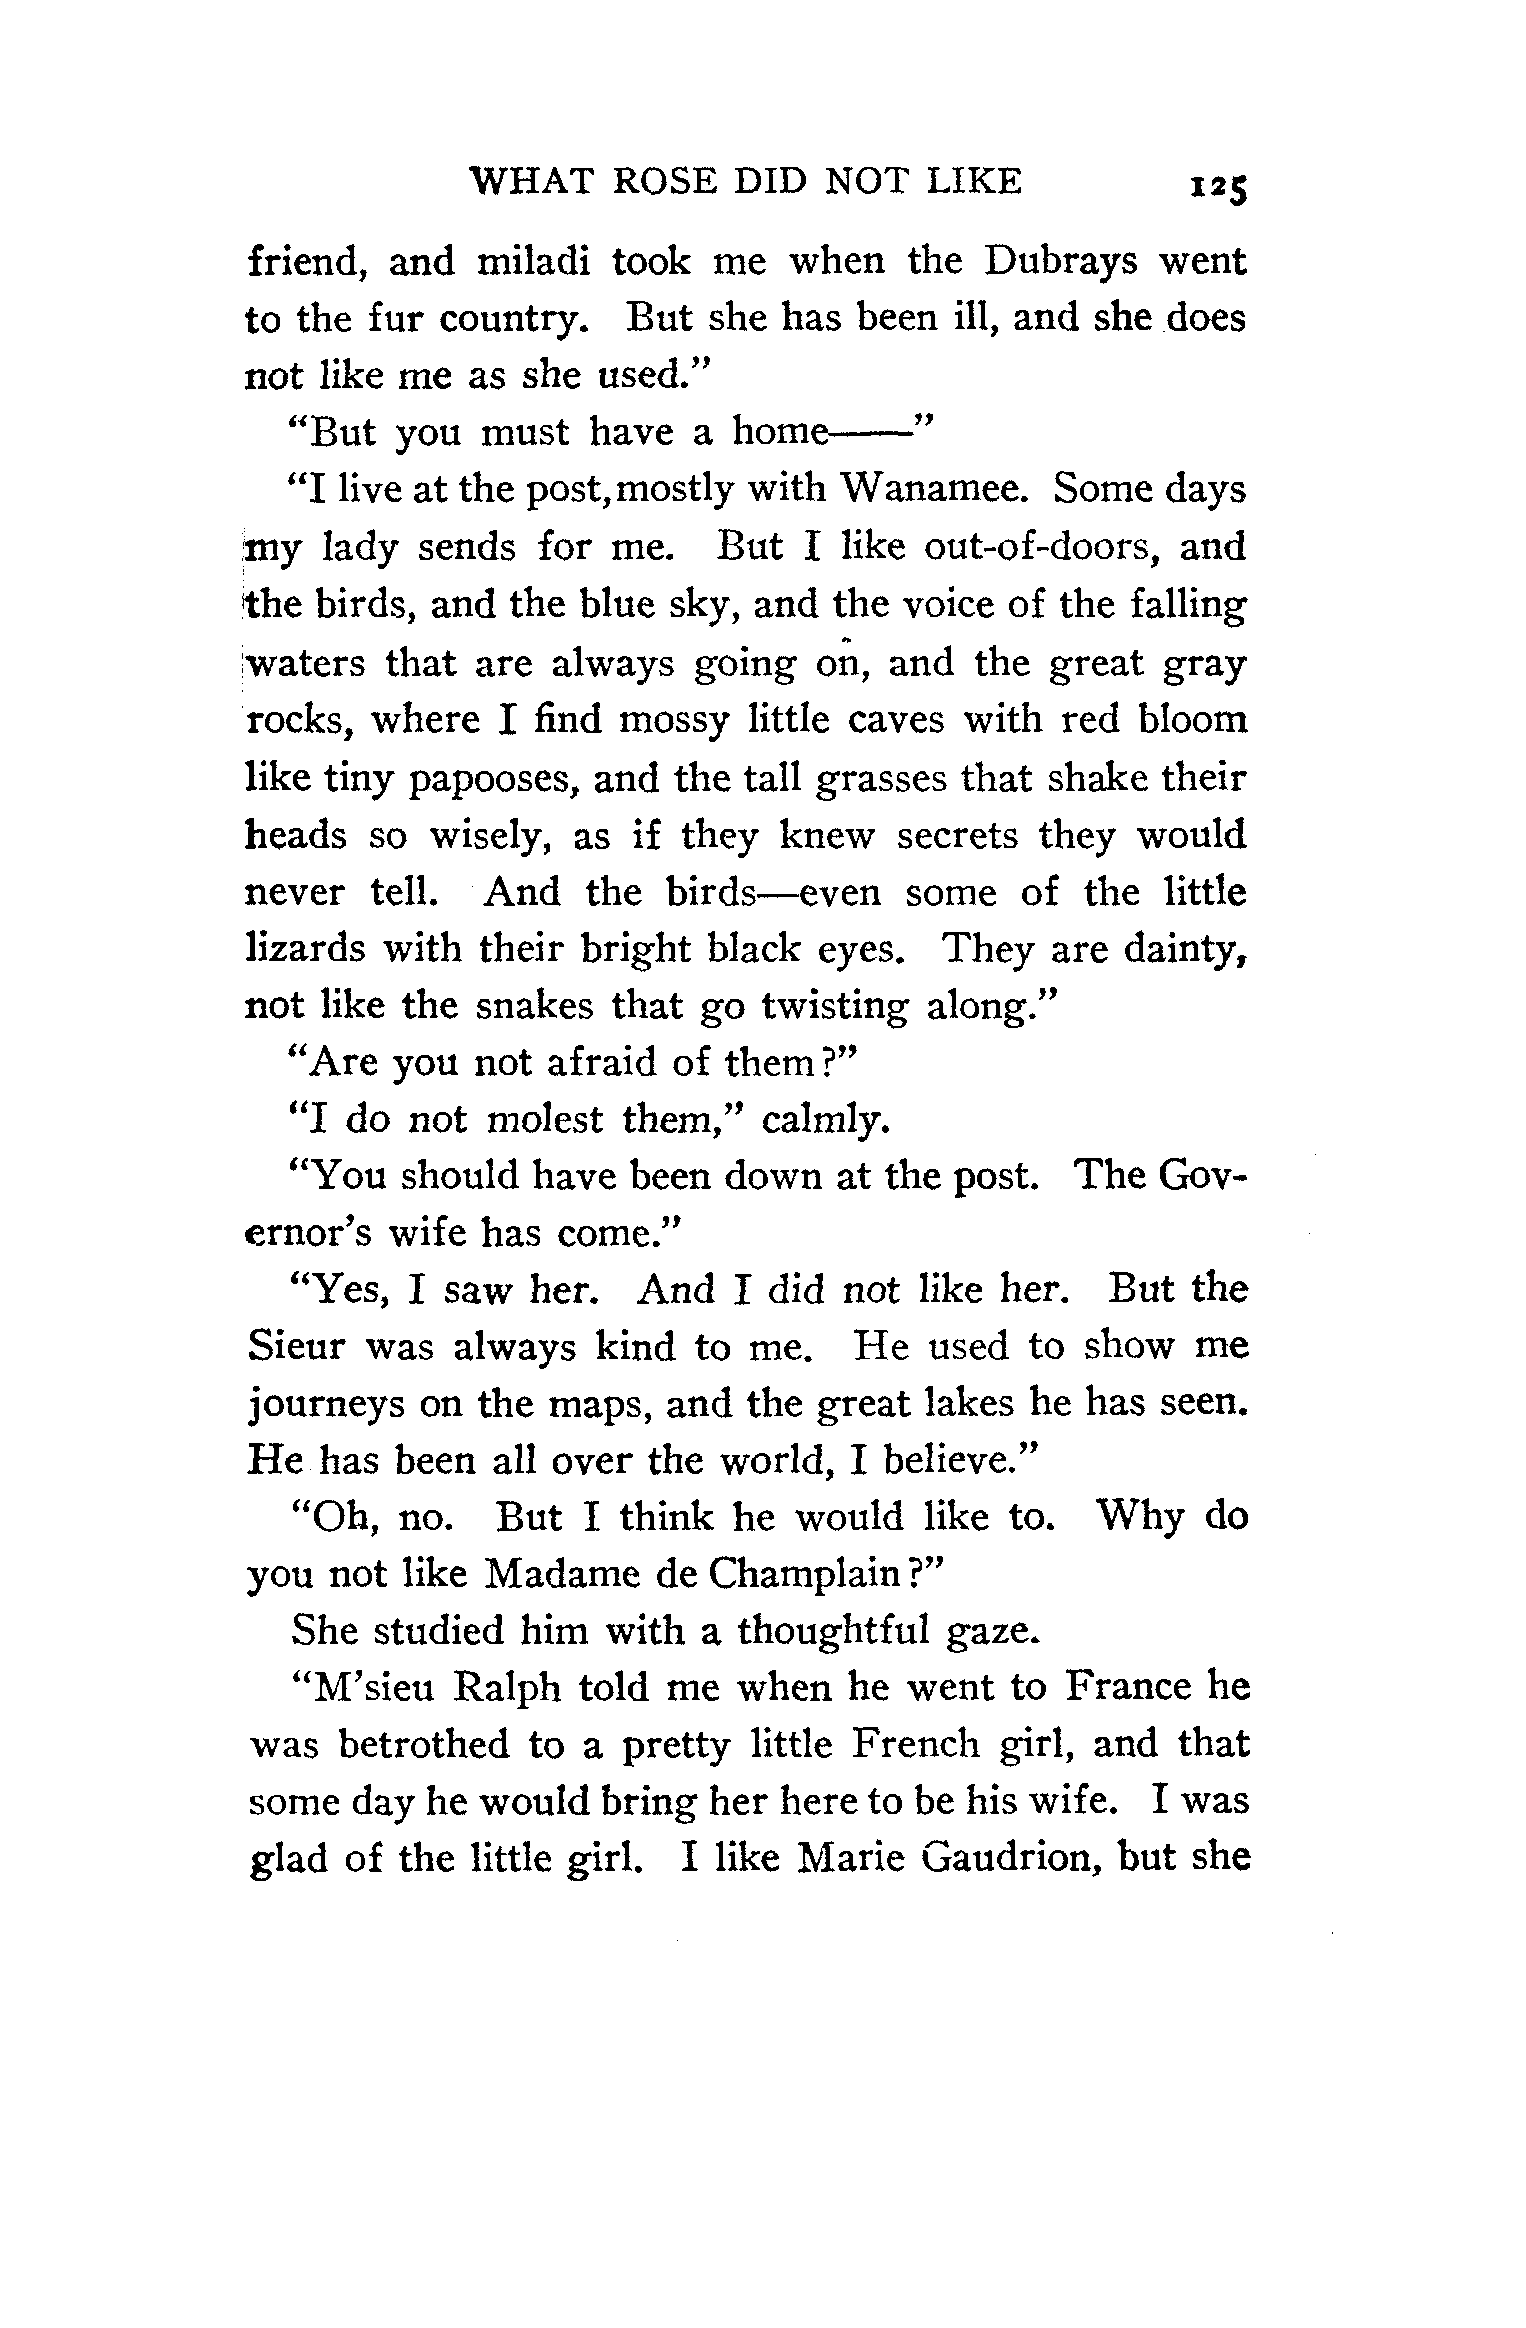 WHAT ROSE DID NOT LIKE 125
friend, and miladi took me when the Dubrays went
to the fur country. But she has been ill, and she does
not like me as she used.”
“But you must have a home——”
“I live at the post, mostly with Wanamee. Some days
my lady sends for me. But I like out-of-doors, and
the birds, and the blue sky, and the voice of the falling
waters that are always going on, and the great gray
rocks, where I find mossy little caves with red bloom
like tiny papooses, and the tall grasses that shake their
heads so wisely, as if they knew secrets they would
never tell. And the birds—even some of the little
lizards with their bright black eyes. They are dainty,
not like the snakes that go twisting along.”
“Are you not afraid of them?”
“I do not molest them,” calmly.
“You should have been down at the post. The Gov-
ernor’s wife has come.”
“Yes, I saw her. And I did not like her. But the
Sieur was always kind to me. He used to show me
journeys on the maps, and the great lakes he has seen.
He has been all over the world, I believe.”
“Oh, no. But I think he would like to. Why do
you not like Madame de Champlain?”
She studied him with a thoughtful gaze.
“M’sieu Ralph told me when he went to France he
was betrothed to a pretty little French girl, and that
some day he would bring her here to be his wife. I was
glad of the little girl. I like Marie Gaudrion, but she